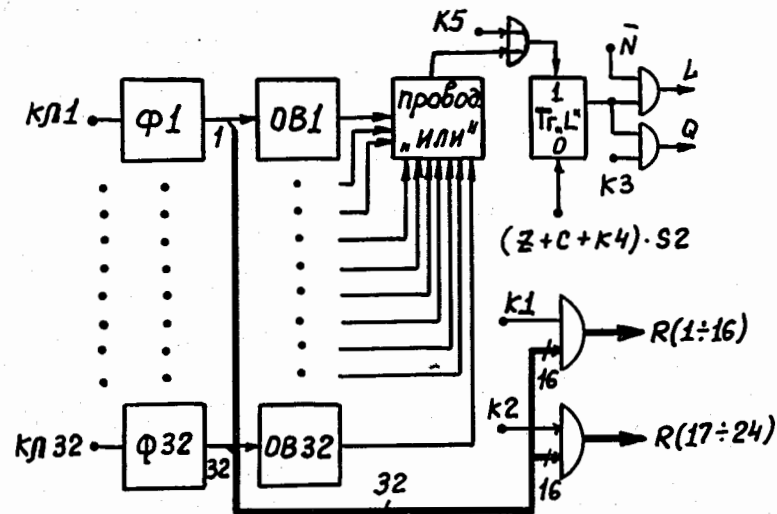 K5
N̄
L
КЛ1
Ф1
1
ОВ1
ПРОВОД.
„ИЛИ"
1
Тг„L"
0
Q
K3
(Z+C+K4)·S2
K1
16
R(1÷16)
КЛ32
Ф32
32
ОВ32
K2
16
R(17÷24)
32